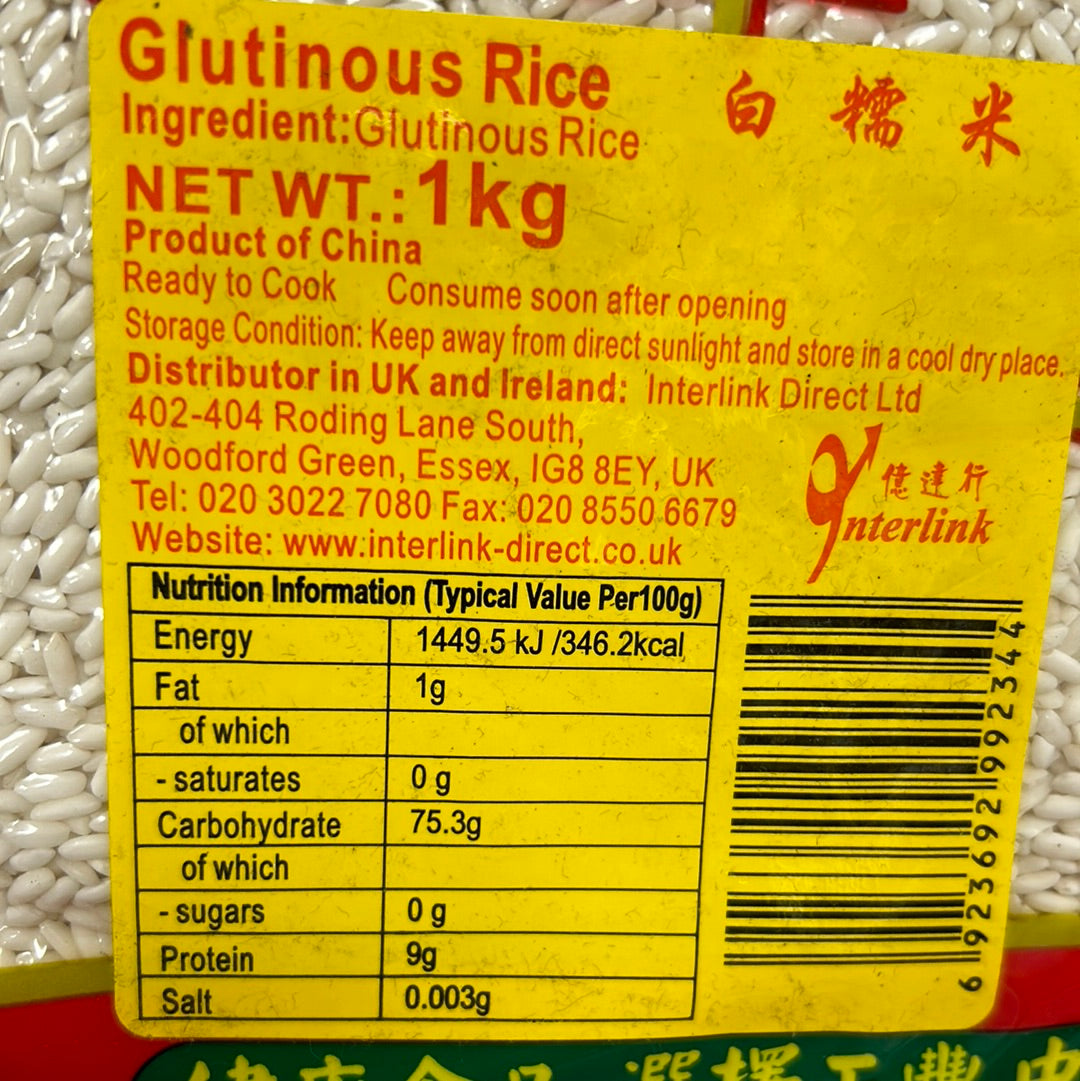 Glutinous Rice
白糯米
Ingredient:Glutinous Rice
NET WT.:1kg
Product of China
Ready to Cook Consume soon after opening
Storage Condition: Keep away from direct sunlight and store in a cool dry place.
Distributor in UK and Ireland: Interlink Direct Ltd
402-404 Roding Lane South,
Woodford Green, Essex, IG8 8EY, UK
Tel: 020 3022 7080 Fax: 020 8550 6679
Website: www.interlink-direct.co.uk
億達行
Interlink
Nutrition Information (Typical Value Per100g)
Energy 1449.5 kJ /346.2kcal
Fat 1g
of which
- saturates 0 g
Carbohydrate 75.3g
of which
- sugars 0 g
Protein 9g
Salt 0.003g
6 923692 992344